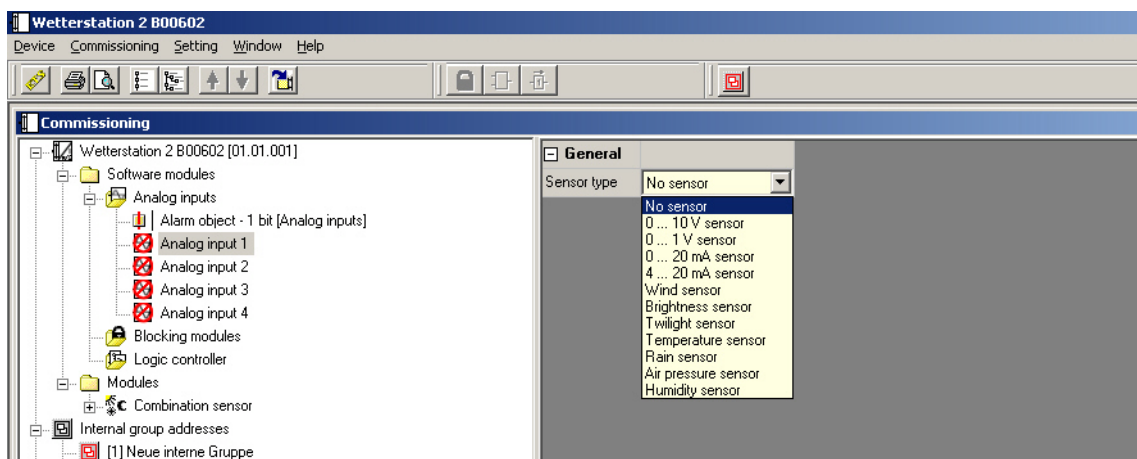 Wetterstation 2 B00602
Device Commissioning Setting Window Help
Commissioning
Wetterstation 2 B00602 [01.01.001]
Software modules
Analog inputs
Alarm object - 1 bit [Analog inputs]
Analog input 1
Analog input 2
Analog input 3
Analog input 4
Blocking modules
Logic controller
Modules
Combination sensor
Internal group addresses
[1] Neue interne Gruppe
General
Sensor type No sensor
No sensor
0 ... 10 V sensor
0 ... 1 V sensor
0 ... 20 mA sensor
4 ... 20 mA sensor
Wind sensor
Brightness sensor
Twilight sensor
Temperature sensor
Rain sensor
Air pressure sensor
Humidity sensor